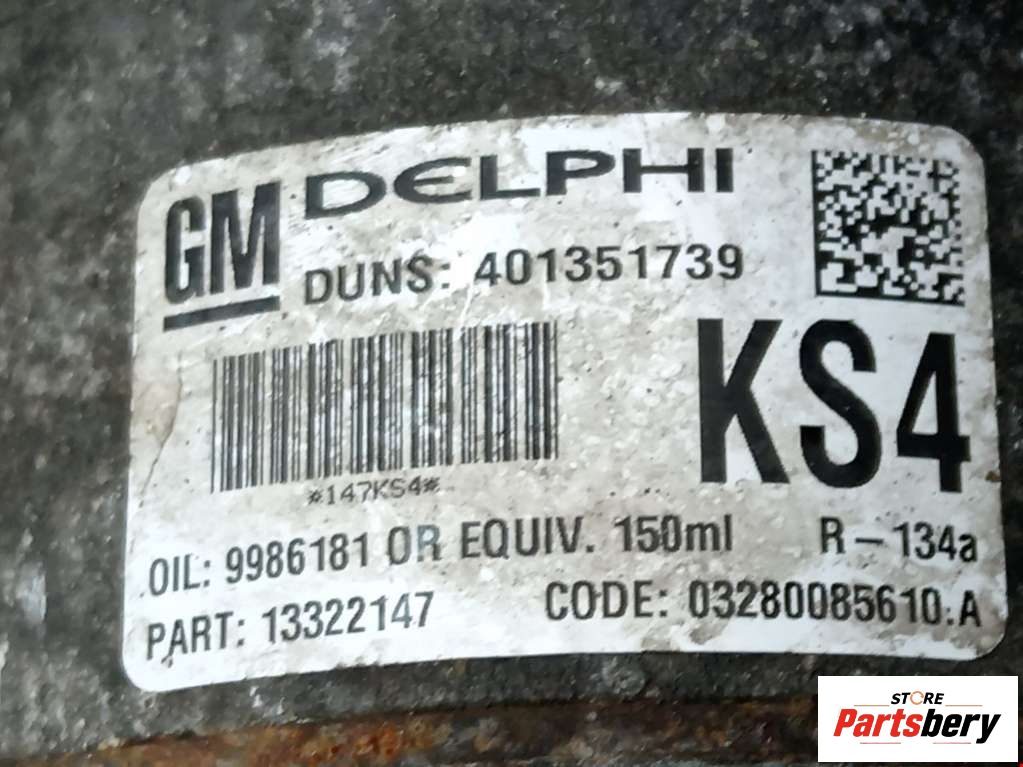 GM DELPHI
DUNS: 401351739
KS4
*147KS4*
OIL: 9986181 OR EQUIV. 150ml R-134a
PART: 13322147 CODE: 03280085610.A
STORE
Partsbery